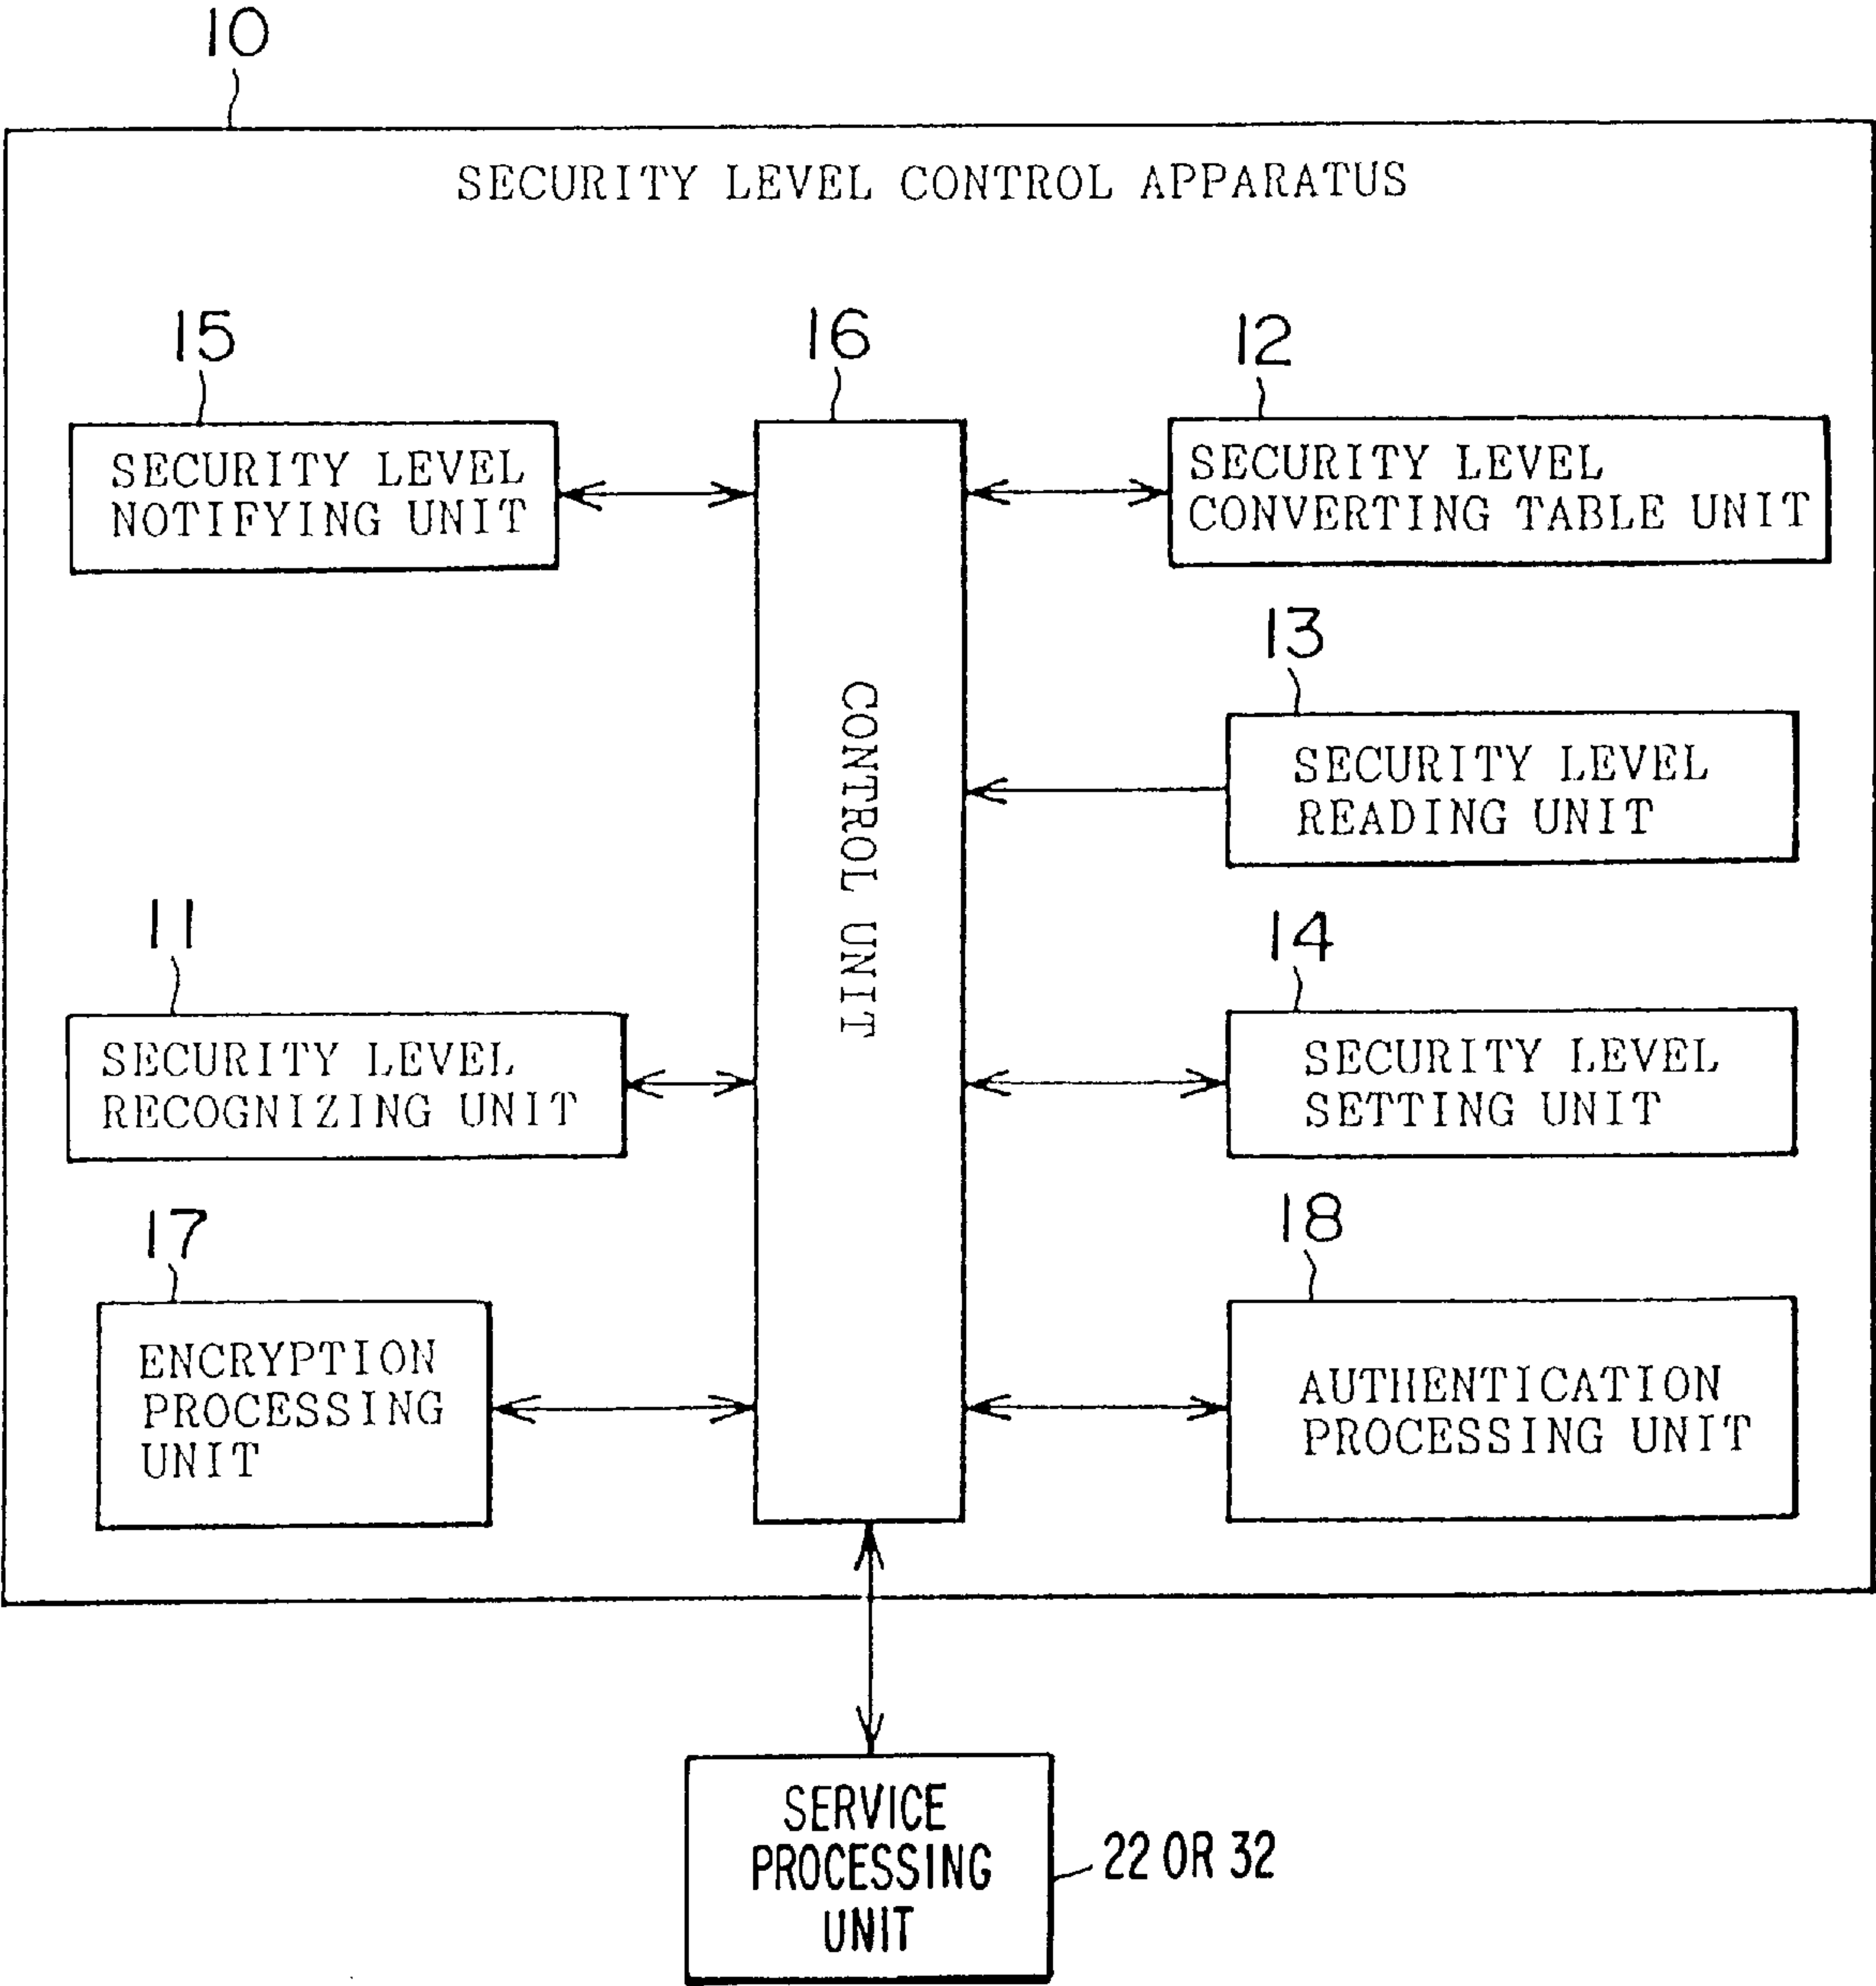 10
SECURITY LEVEL CONTROL APPARATUS
15
SECURITY LEVEL
NOTIFYING UNIT
16
CONTROL UNIT
12
SECURITY LEVEL
CONVERTING TABLE UNIT
13
SECURITY LEVEL
READING UNIT
11
SECURITY LEVEL
RECOGNIZING UNIT
14
SECURITY LEVEL
SETTING UNIT
17
ENCRYPTION
PROCESSING
UNIT
18
AUTHENTICATION
PROCESSING UNIT
SERVICE
PROCESSING
UNIT
22 OR 32